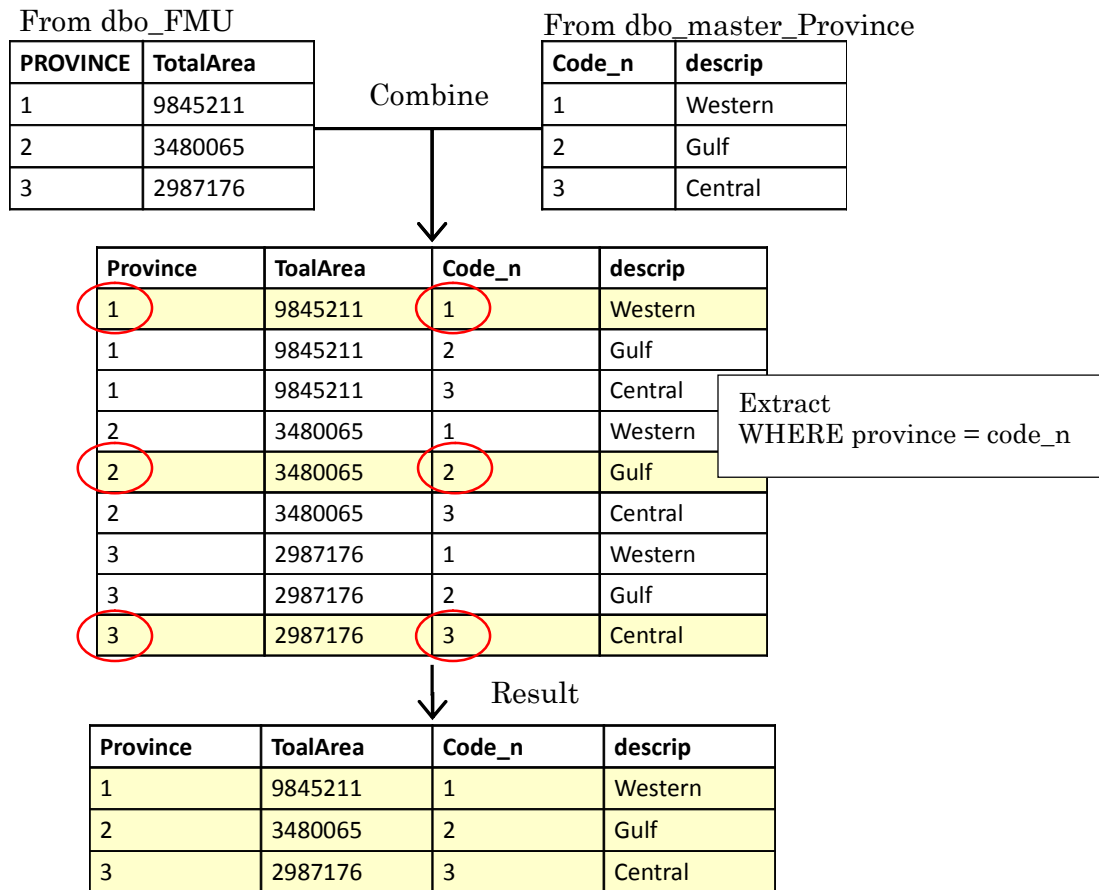 From dbo_FMU
PROVINCE TotalArea
1 9845211
2 3480065
3 2987176
Combine
From dbo_master_Province
Code_n descrip
1 Western
2 Gulf
3 Central
Province ToalArea Code_n descrip
1 9845211 1 Western
1 9845211 2 Gulf
1 9845211 3 Central
2 3480065 1 Western
2 3480065 2 Gulf
2 3480065 3 Central
3 2987176 1 Western
3 2987176 2 Gulf
3 2987176 3 Central
Extract
WHERE province = code_n
Result
Province ToalArea Code_n descrip
1 9845211 1 Western
2 3480065 2 Gulf
3 2987176 3 Central